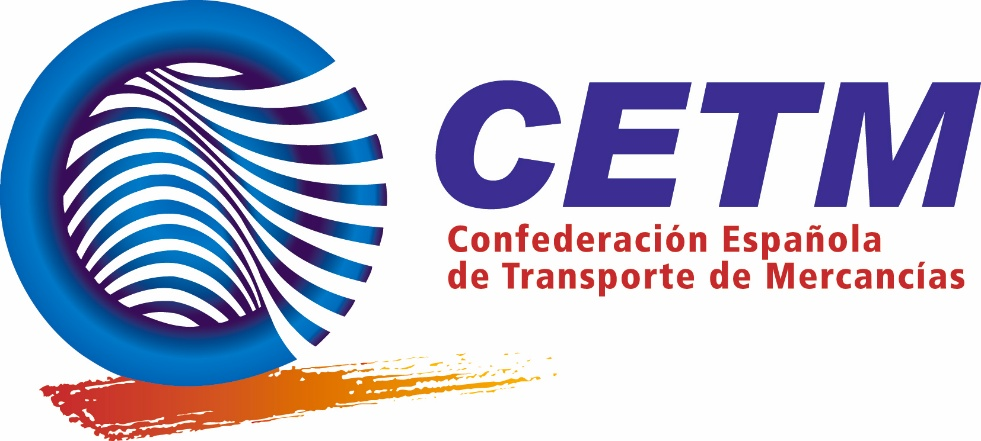 CETM
Confederación Española
de Transporte de Mercancías